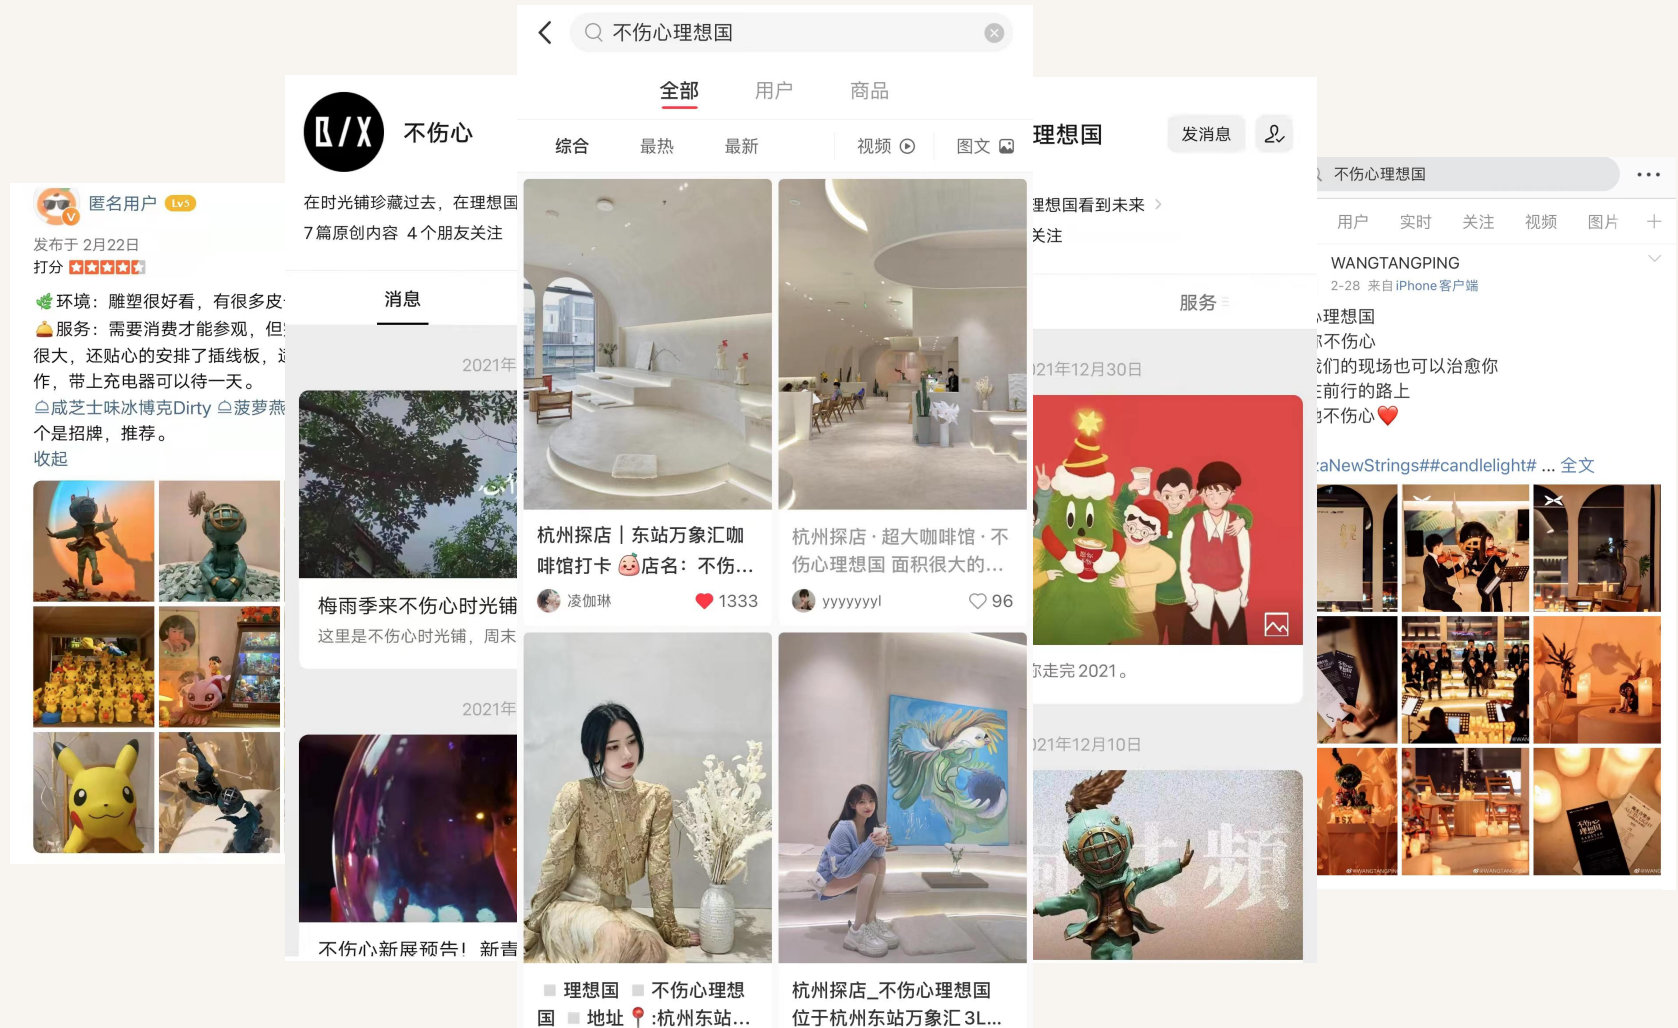 匿名用户 Lv5
发布于 2月22日
打分
环境：雕塑很好看，有很多皮
服务：需要消费才能参观，但
很大，还贴心的安排了插线板，
作，带上充电器可以待一天。
咸芝士味冰博克Dirty 菠萝燕
个是招牌，推荐。
收起
不伤心
在时光铺珍藏过去，在理想国
7篇原创内容 4个朋友关注
消息
2021年
梅雨季来不伤心时光铺
这里是不伤心时光铺，周末
2021年
不伤心新展预告！新青
不伤心理想国
全部 用户 商品
综合 最热 最新 视频 图文
杭州探店｜东站万象汇咖
啡馆打卡 店名：不伤...
凌伽琳 1333
杭州探店 · 超大咖啡馆 · 不
伤心理想国 面积很大的...
yyyyyyyl 96
理想国 不伤心理想
国 地址 :杭州东站...
杭州探店_不伤心理想国
位于杭州东站万象汇 3L...
理想国 发消息
理想国看到未来
关注
服务
21年12月30日
你走完 2021 。
21年12月10日
頻
不伤心理想国
用户 实时 关注 视频 图片
WANGTANGPING
2-28 来自 iPhone客户端
心理想国
你不伤心
我们的现场也可以治愈你
在前行的路上
也不伤心
zaNewStrings##candlelight# ... 全文
BSX
不伤心
理想国
@WANGTANGPING